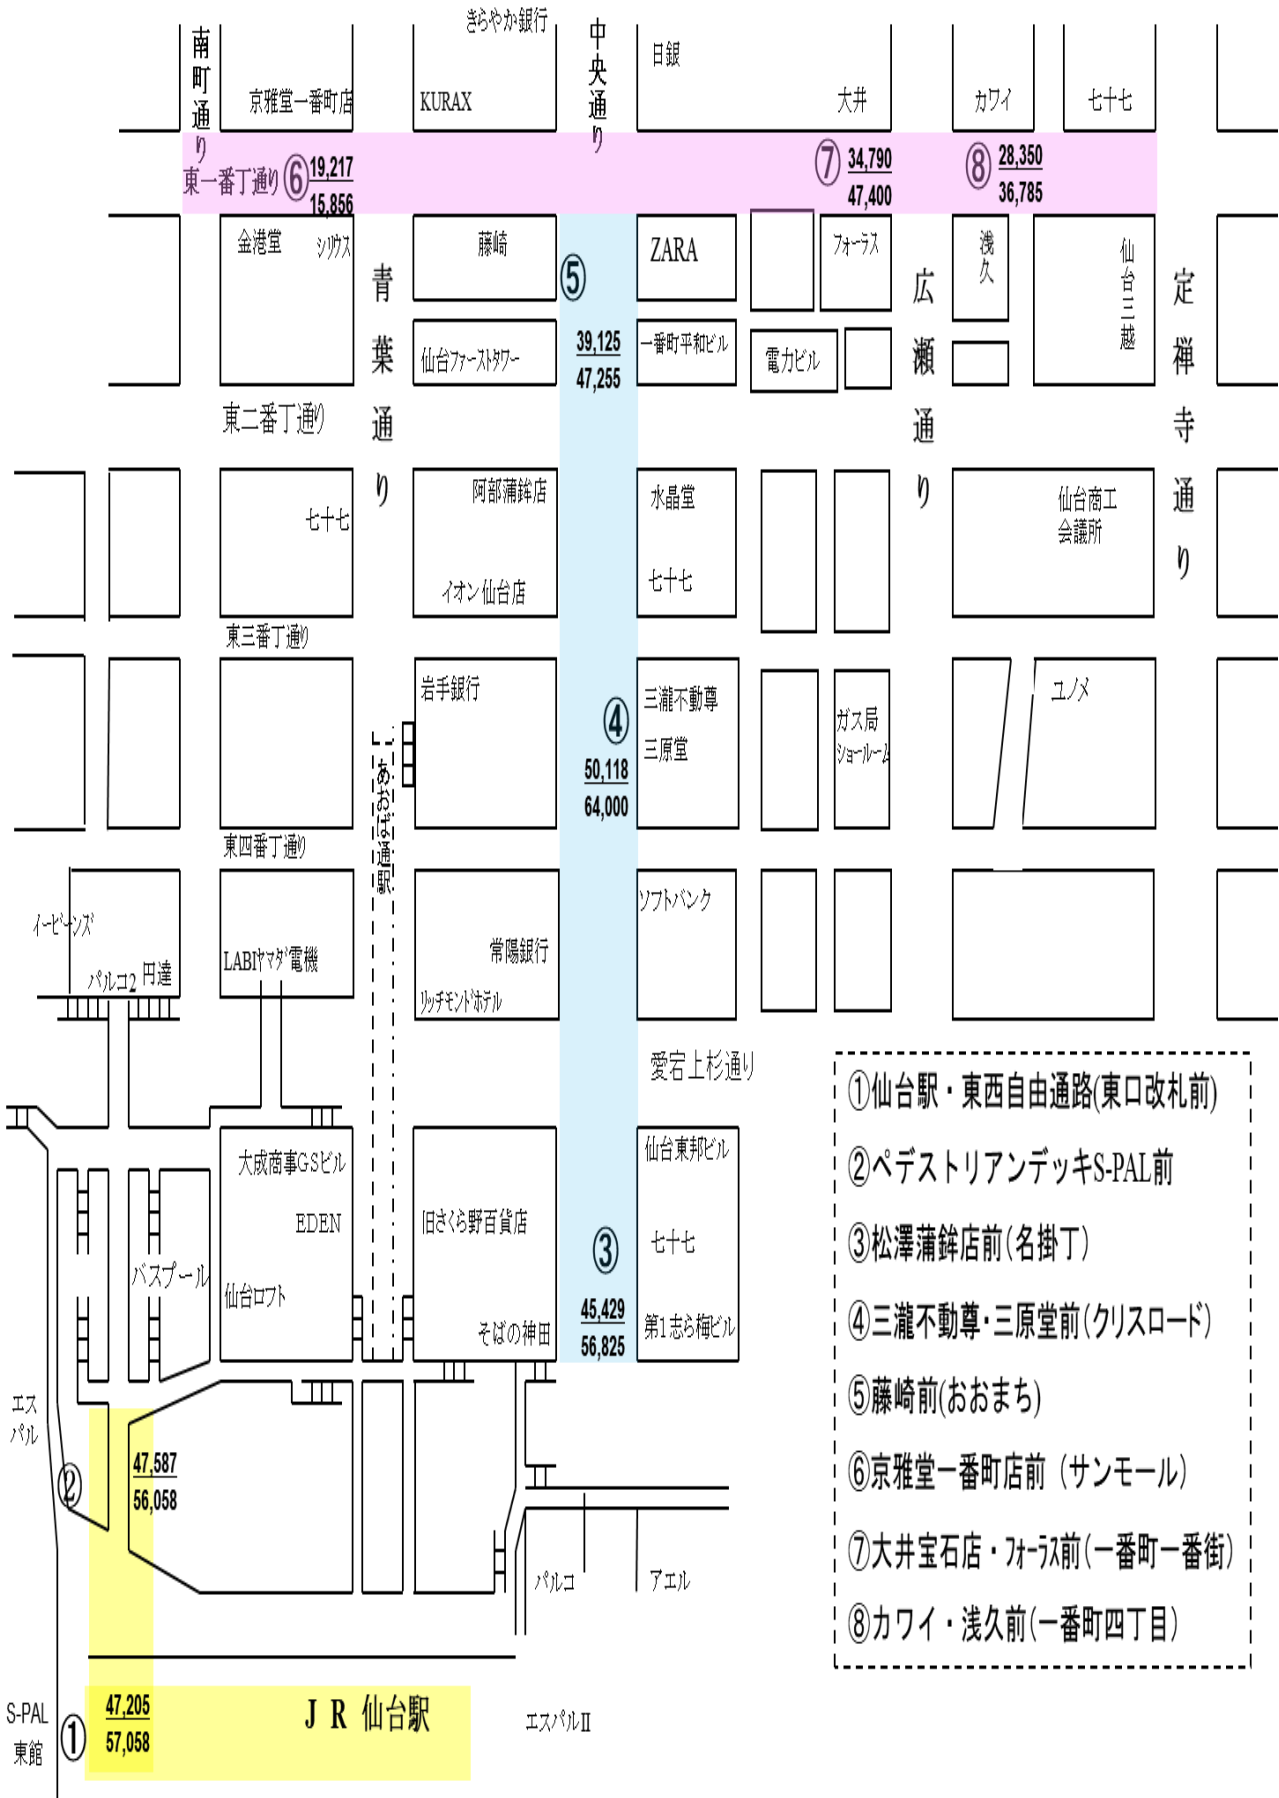 きらやか銀行
南町通り
中央通り
日銀
京雅堂一番町店
KURAX
大井
カワイ
七十七
東一番丁通り
⑥
19,217
15,856
⑦
34,790
47,400
⑧
28,350
36,785
金港堂
シリウス
青葉通り
藤崎
⑤
ZARA
フォーラス
広瀬通り
浅久
仙台三越
定禅寺通り
仙台ファーストタワー
39,125
47,255
一番町平和ビル
電力ビル
東二番丁通り
七十七
阿部蒲鉾店
イオン仙台店
水晶堂
七十七
仙台商工
会議所
東三番丁通り
岩手銀行
④
50,118
64,000
三瀧不動尊
三原堂
ガス局
ショールーム
ユノメ
あおば通駅
東四番丁通り
イービーンズ
パルコ2
円達
LABIヤマダ電機
常陽銀行
リッチモンドホテル
ソフトバンク
愛宕上杉通り
大成商事GSビル
EDEN
仙台ロフト
バスプール
旧さくら野百貨店
そばの神田
③
45,429
56,825
仙台東邦ビル
七十七
第1志ら梅ビル
エス
パル
②
47,587
56,058
パルコ
アエル
S-PAL
東館
①
47,205
57,058
ＪＲ 仙台駅
エスパルⅡ
①仙台駅・東西自由通路(東口改札前)
②ペデストリアンデッキS-PAL前
③松澤蒲鉾店前(名掛丁)
④三瀧不動尊・三原堂前(クリスロード)
⑤藤崎前(おおまち)
⑥京雅堂一番町店前（サンモール）
⑦大井宝石店・フォーラス前(一番町一番街)
⑧カワイ・浅久前(一番町四丁目)